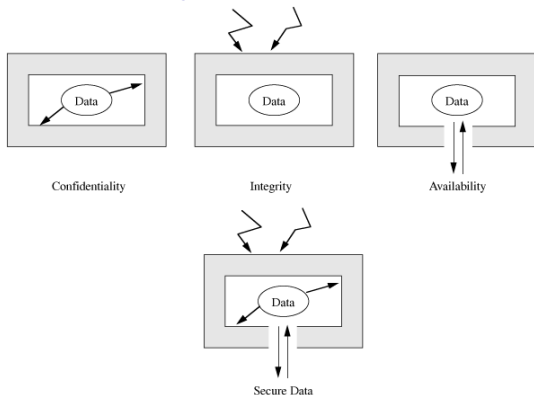 Data
Data
Data
Confidentiality
Integrity
Availability
Data
Secure Data